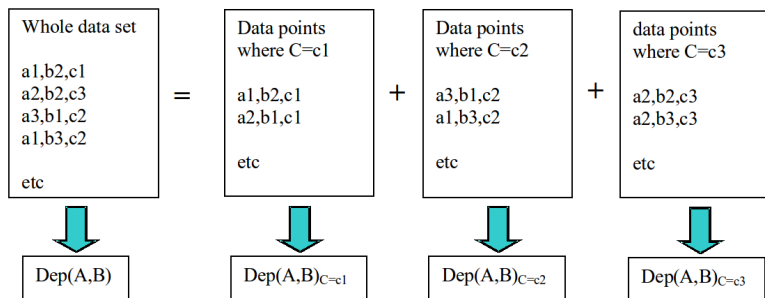 Whole data set
a1,b2,c1
a2,b2,c3
a3,b1,c2
a1,b3,c2
etc
=
Data points
where C=c1
a1,b2,c1
a2,b1,c1
etc
+
Data points
where C=c2
a3,b1,c2
a1,b3,c2
etc
+
data points
where C=c3
a2,b2,c3
a2,b3,c3
etc
Dep(A,B)
Dep(A,B)C=c1
Dep(A,B)C=c2
Dep(A,B)C=c3